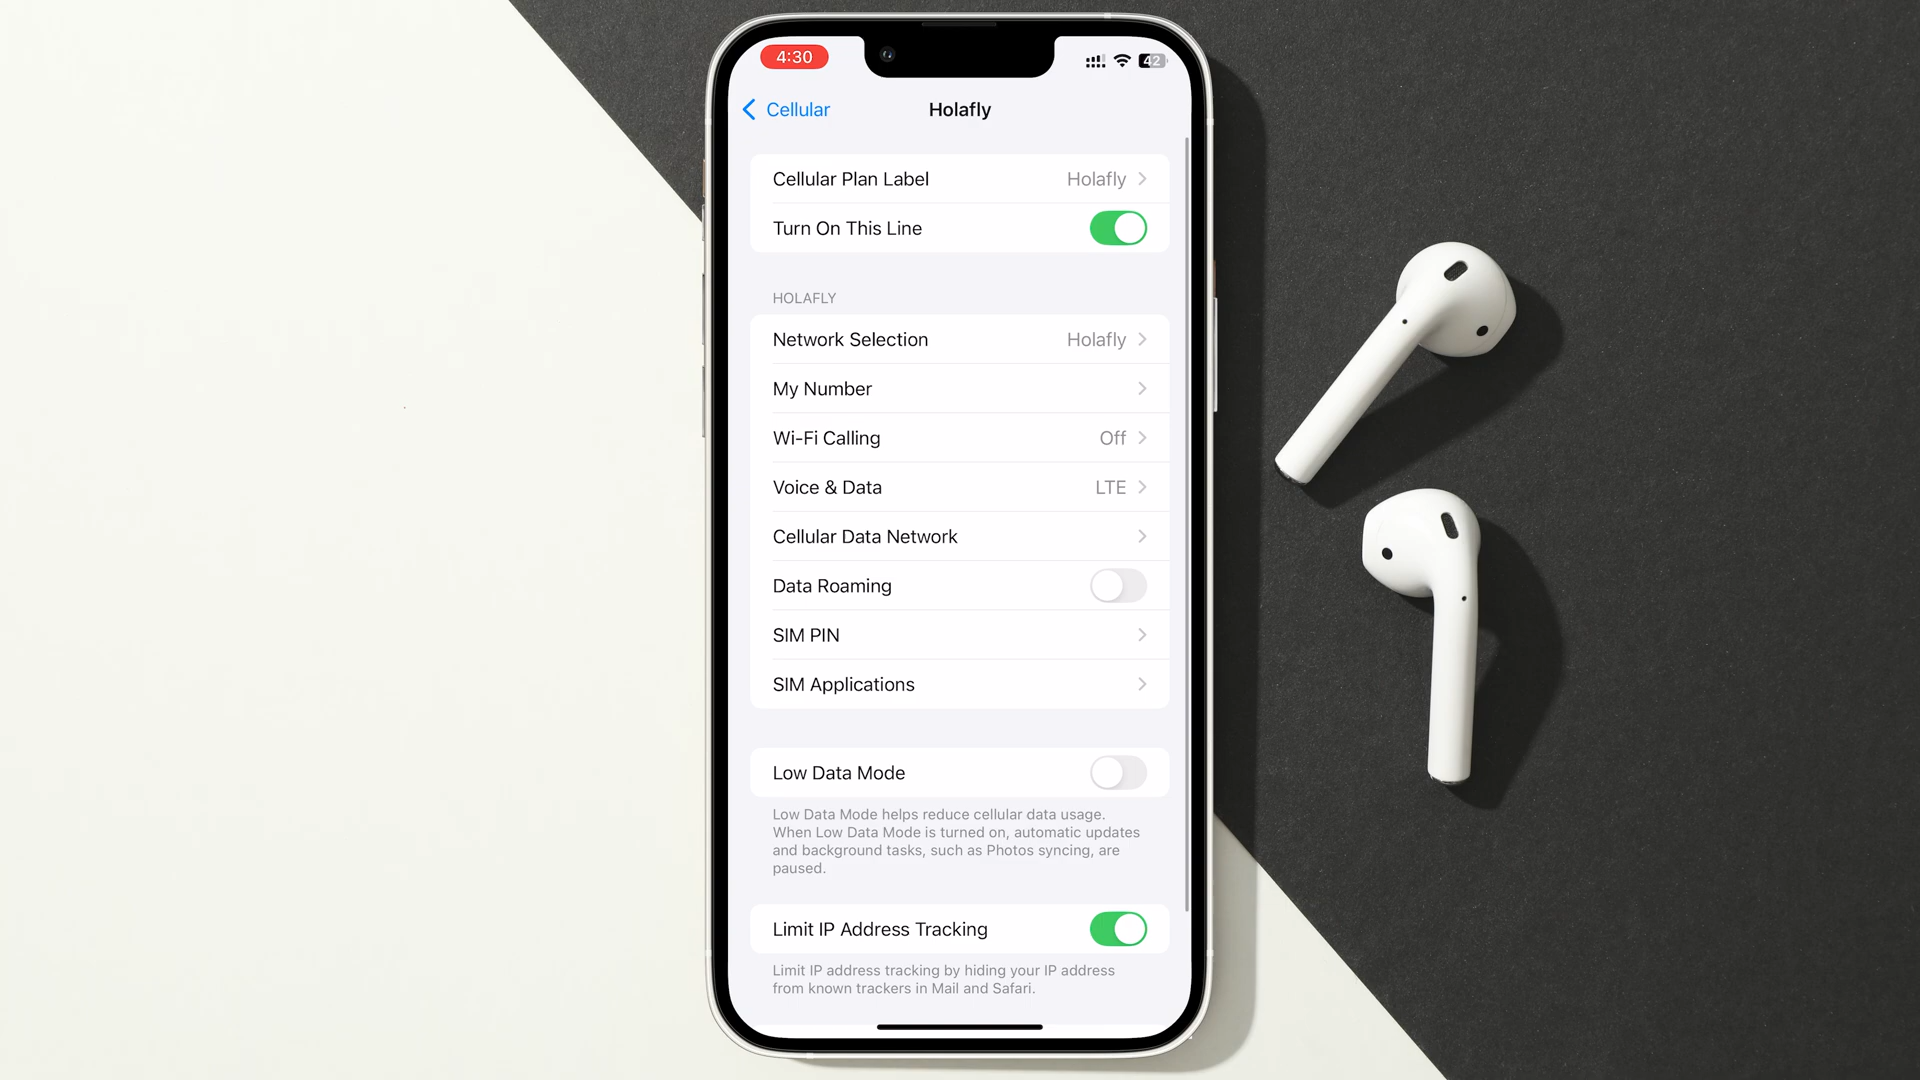 4:30
42
Cellular
Holafly
Cellular Plan Label Holafly
Turn On This Line
HOLAFLY
Network Selection Holafly
My Number
Wi-Fi Calling Off
Voice & Data LTE
Cellular Data Network
Data Roaming
SIM PIN
SIM Applications
Low Data Mode
Low Data Mode helps reduce cellular data usage.
When Low Data Mode is turned on, automatic updates
and background tasks, such as Photos syncing, are
paused.
Limit IP Address Tracking
Limit IP address tracking by hiding your IP address
from known trackers in Mail and Safari.